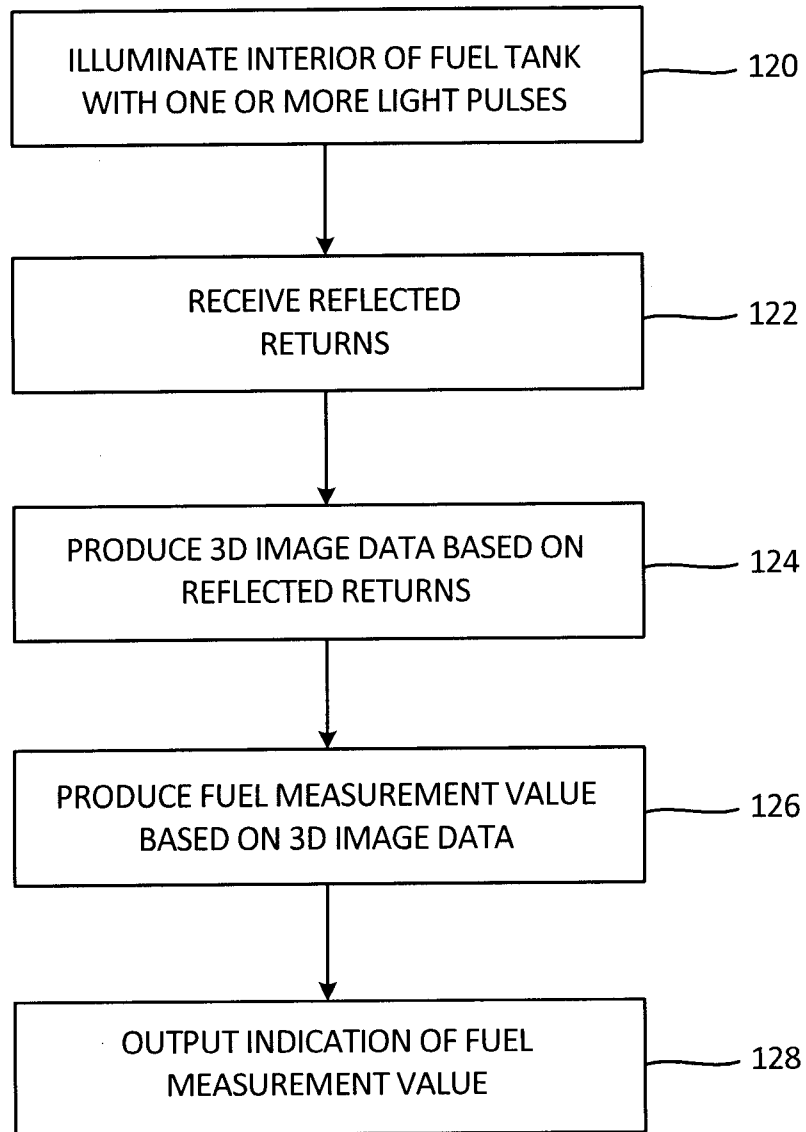 ILLUMINATE INTERIOR OF FUEL TANK
WITH ONE OR MORE LIGHT PULSES
120
RECEIVE REFLECTED
RETURNS
122
PRODUCE 3D IMAGE DATA BASED ON
REFLECTED RETURNS
124
PRODUCE FUEL MEASUREMENT VALUE
BASED ON 3D IMAGE DATA
126
OUTPUT INDICATION OF FUEL
MEASUREMENT VALUE
128